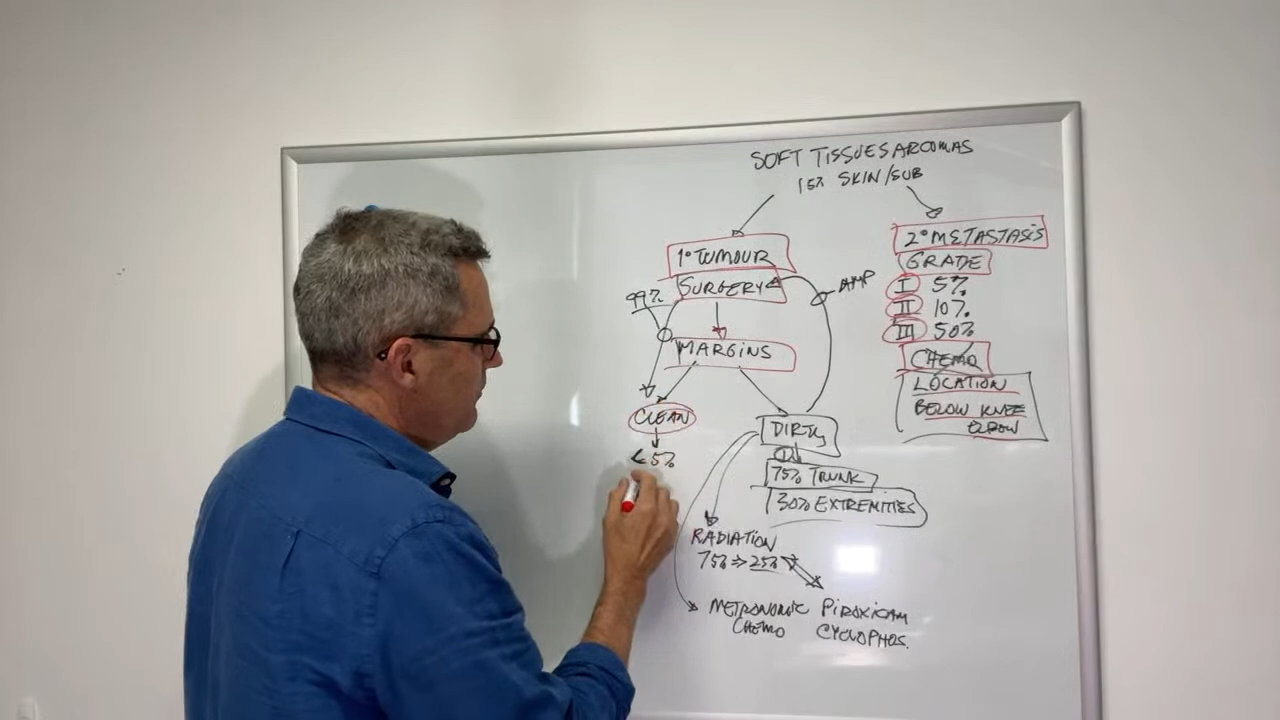 SOFT TISSUE SARCOMAS
15% SKIN/SUB
1° TUMOUR
SURGERY
99%
AMP
MARGINS
CLEAN
< 5%
DIRTY
75% TRUNK
30% EXTREMITIES
RADIATION
75% ⇒ 25%
METRONOMIC
CHEMO
PIROXICAM
CYCLOPHOS.
2° METASTASIS
GRADE
I 5%
II 10%
III 50%
CHEMO
LOCATION
BELOW KNEE
ELBOW